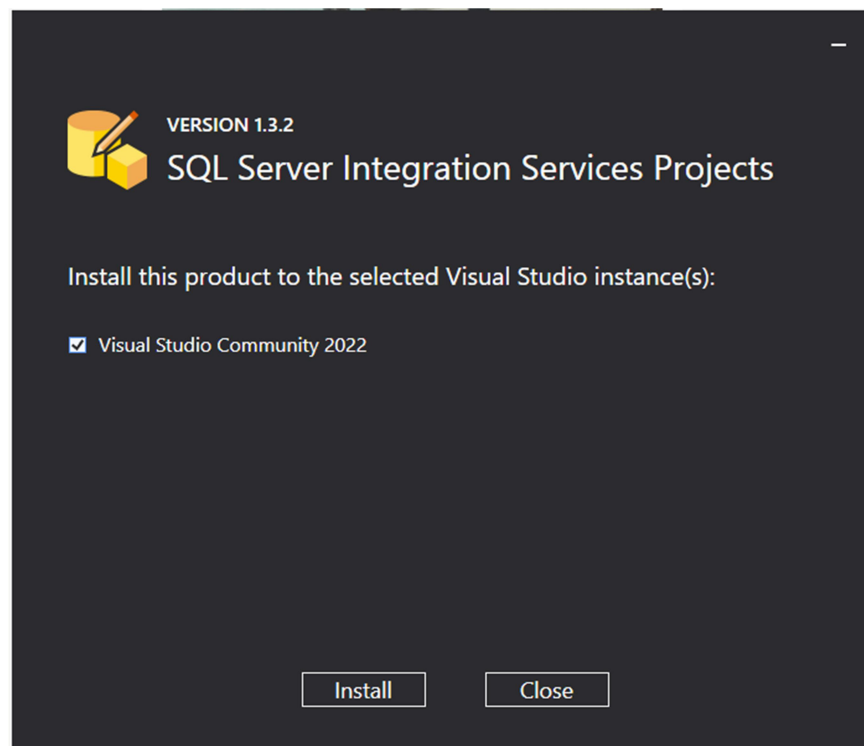 VERSION 1.3.2
SQL Server Integration Services Projects
Install this product to the selected Visual Studio instance(s):
Visual Studio Community 2022
Install
Close